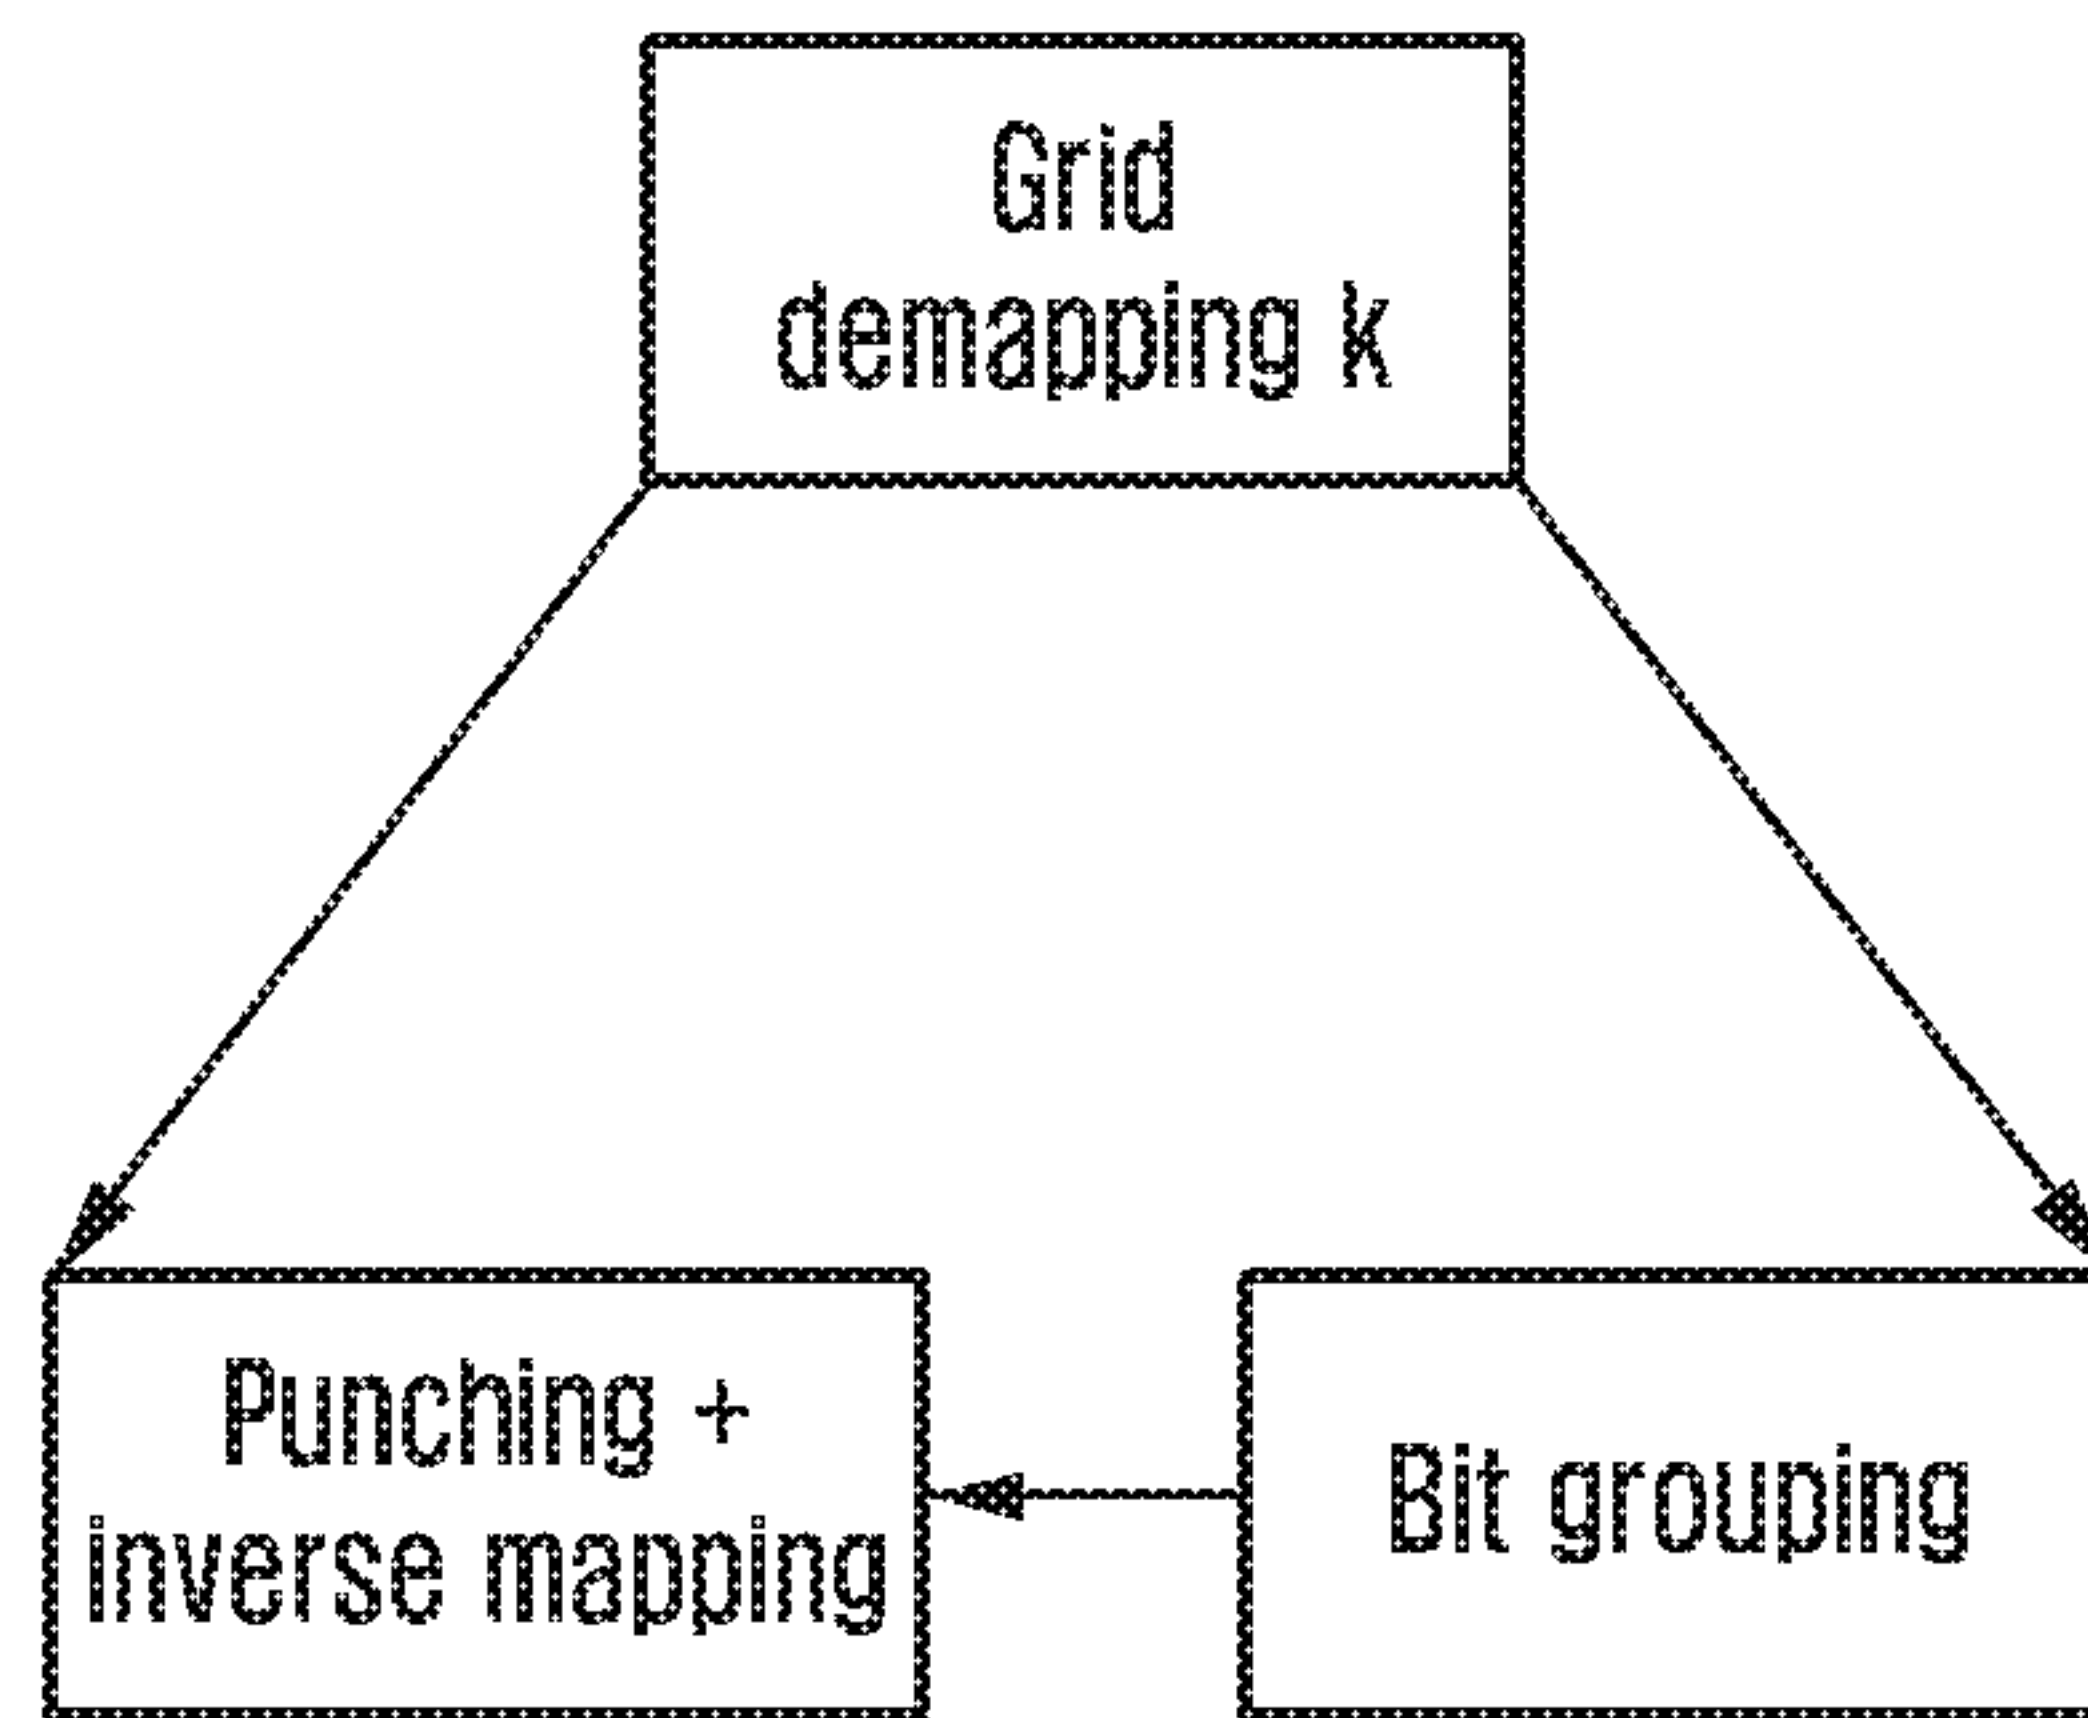 Grid
demapping k
Punching +
inverse mapping
Bit grouping